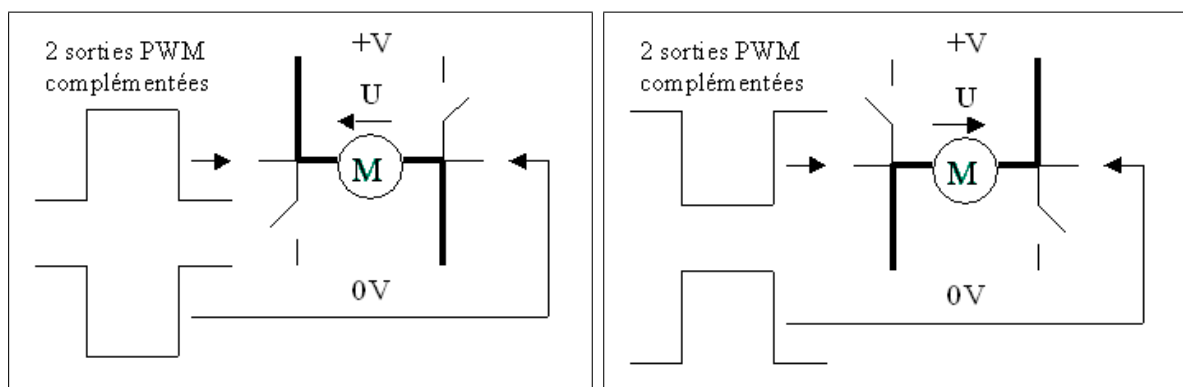 2 sorties PWM
complémentées
+V
U
M
0V
2 sorties PWM
complémentées
+V
U
M
0V